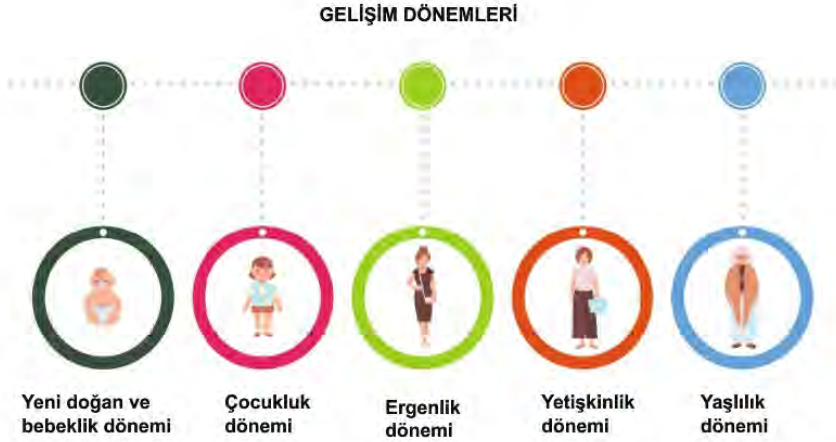 GELİŞİM DÖNEMLERİ
Yeni doğan ve
bebeklik dönemi
Çocukluk
dönemi
Ergenlik
dönemi
Yetişkinlik
dönemi
Yaşlılık
dönemi